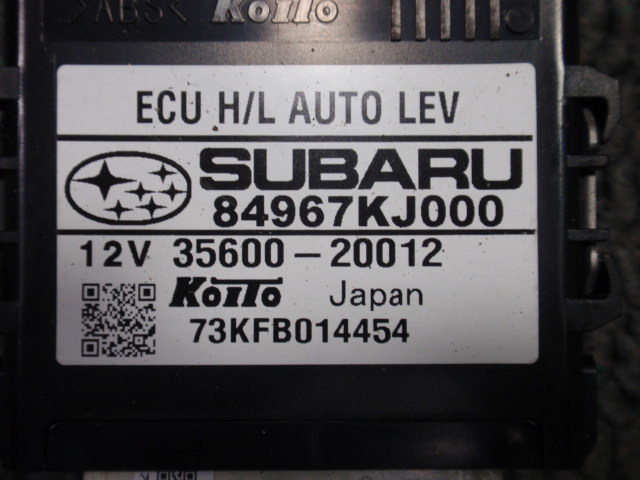 >ABS< KOITO
ECU H/L AUTO LEV
SUBARU
84967KJ000
12V 35600-20012
KOITO Japan
73KFB014454